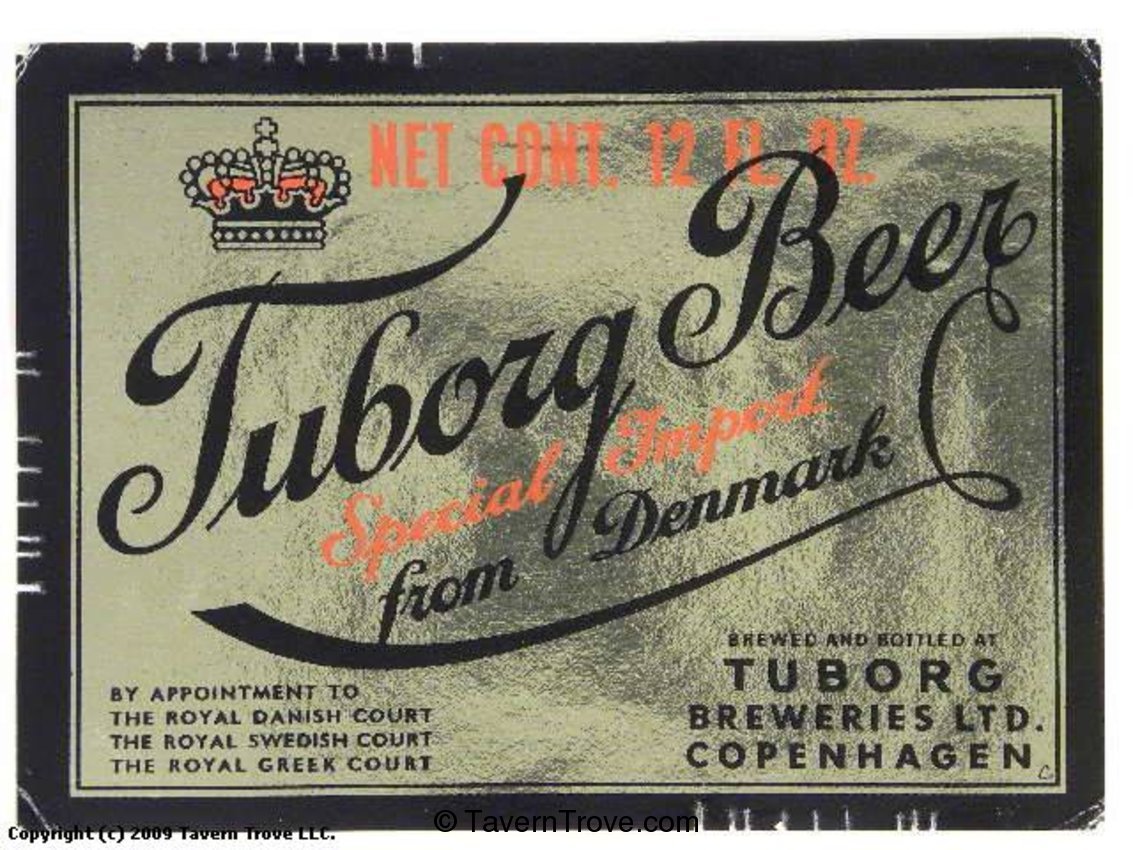 NET CONT. 12 FL. OZ.
Tuborg Beer
Special Import
from Denmark
BY APPOINTMENT TO
THE ROYAL DANISH COURT
THE ROYAL SWEDISH COURT
THE ROYAL GREEK COURT
BREWED AND BOTTLED AT
TUBORG
BREWERIES LTD.
COPENHAGEN
Copyright (c) 2009 Tavern Trove LLC.
© TavernTrove.com